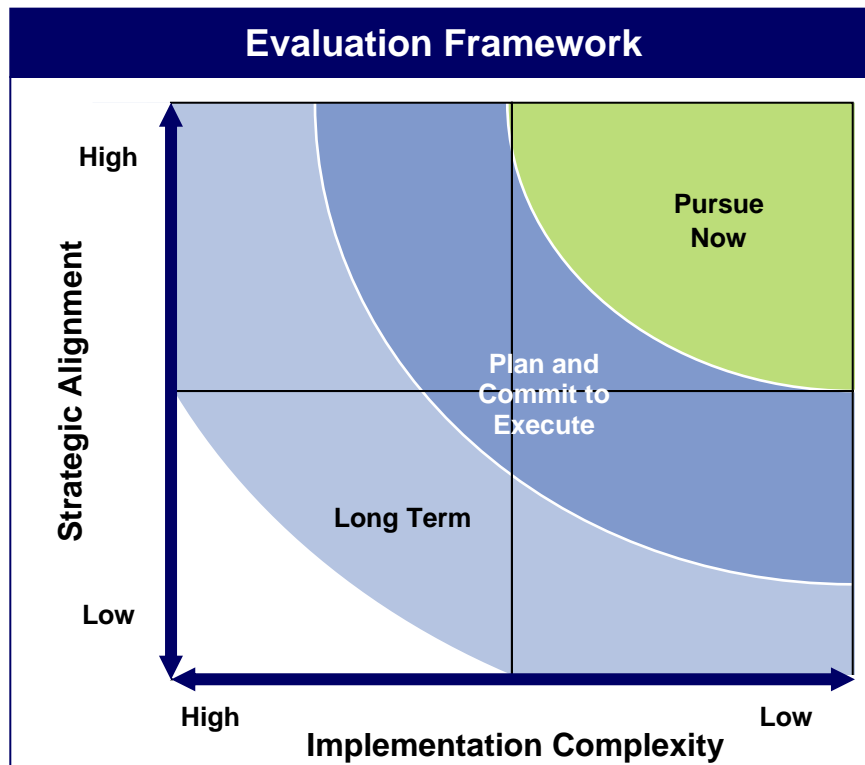 Evaluation Framework
High
Pursue
Now
Strategic Alignment
Plan and
Commit to
Execute
Long Term
Low
High
Low
Implementation Complexity